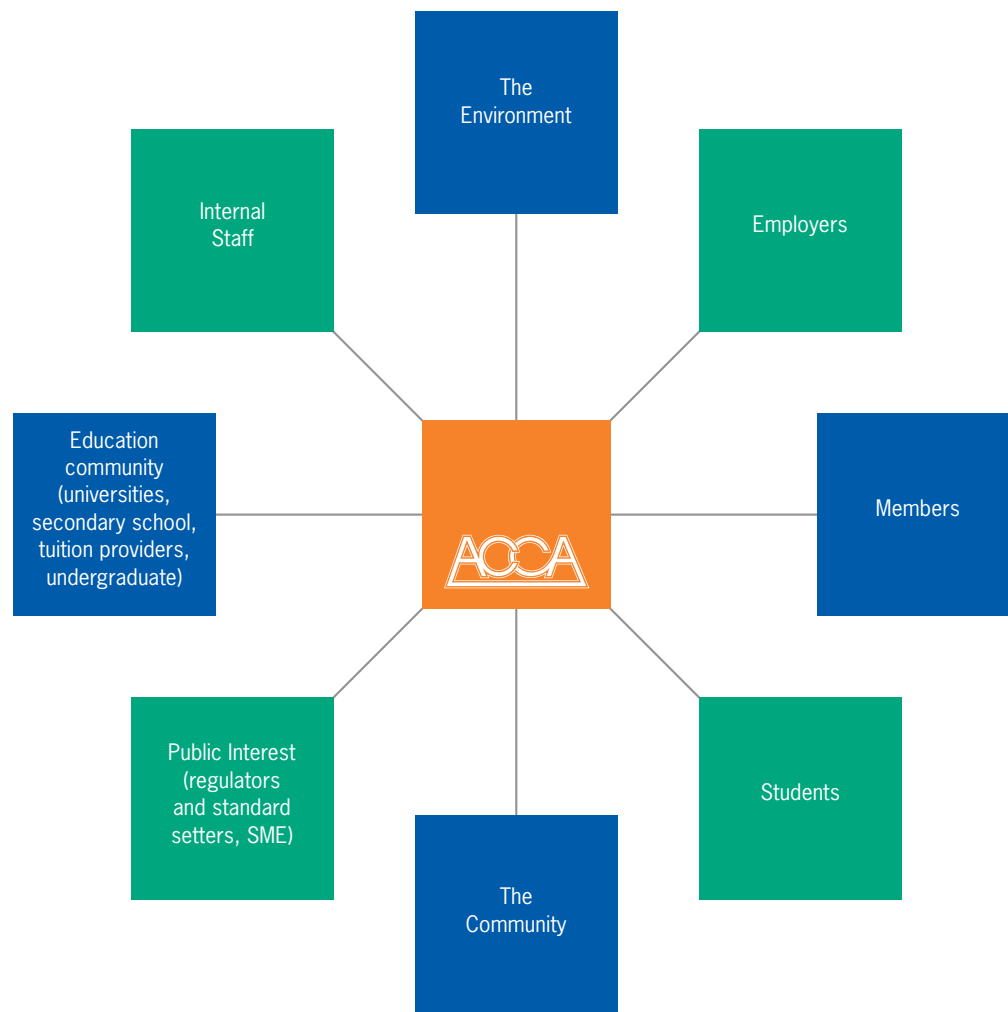 The
Environment
Internal
Staff
Employers
Education
community
(universities,
secondary school,
tuition providers,
undergraduate)
ACCA
Members
Public Interest
(regulators
and standard
setters, SME)
Students
The
Community